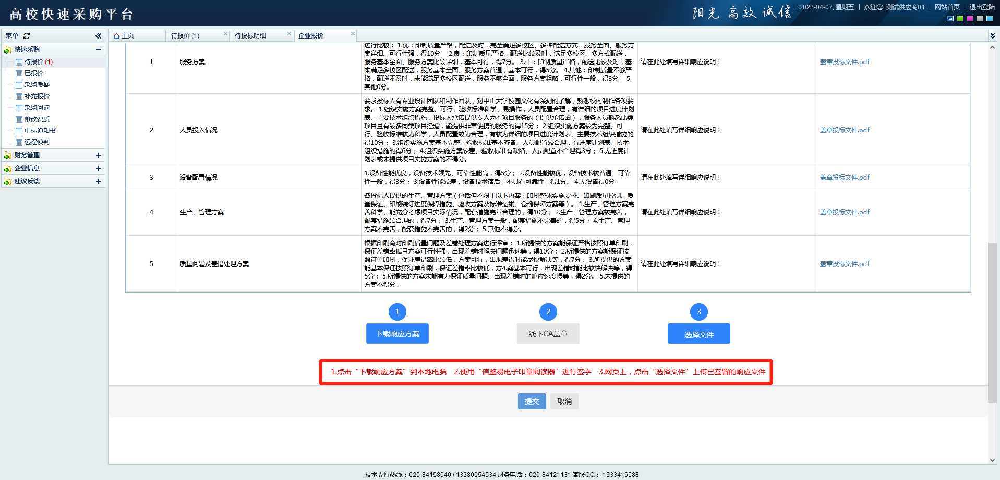 高校快速采购平台
阳光 高效 诚信
2023-04-07, 星期五 | 欢迎您, 测试供应商01 | 网站首页 | 退出登陆
菜单
主页
待报价 (1)
待投标明细
企业报价
快速采购
待报价 (1)
已报价
采购质疑
补充报价
采购问询
修改资质
中标通知书
远程谈判
财务管理
企业信息
建议反馈
进行比较： 1.优：印制质量严格，配送及时，完全满足多校区、多种配送方式，服务全面、服务方
案详细、可行性强，得10分。 2.良：印制质量严格，配送比较及时，满足多校区、多方式配送，
服务基本全面、服务方案比较详细，基本可行，得7分。 3.中：印制质量严格，配送比较及时，基
本满足多校区配送，服务基本全面、服务方案普通，基本可行，得5分。 4.其他：印制质量不够严
格，配送不及时，未能满足多校区配送，服务不够全面，服务方案粗略，可行性一般，得3分。 5.
其他0分。
1
服务方案
请在此处填写详细响应说明！
盖章投标文件.pdf
2
人员投入情况
要求投标人有专业设计团队和制作团队，对中山大学校园文化有深刻的了解，熟悉校内制作各项要
求。 1.组织实施方案完整、可行、验收标准科学、易操作，人员配置合理，有详细的项目进度计划
表、主要技术组织措施，投标人承诺提供专人为本项目服务的（提供承诺函），服务人员熟悉此类
项目且有较多同类项目经验，能提供非常便携的服务的得15分； 2.组织实施方案较为完整、可
行、验收标准较为科学，人员配置较为合理，有较为详细的项目进度计划表、主要技术组织措施的
得10分； 3.组织实施方案基本完整、验收标准基本齐备、人员配置较合理，有进度计划表、技术
组织措施的得6分； 4.组织实施方案较差、验收标准有缺陷、人员配置不合理得3分； 5.无进度计
划表或未提供项目实施方案的不得分。
请在此处填写详细响应说明！
盖章投标文件.pdf
3
设备配置情况
1.设备性能优良，设备技术领先、可靠性能高，得5分； 2.设备性能较优，设备技术较普通、可靠
性一般，得3分； 3.设备性能较差，设备技术落后，不具有可靠性，得1分。 4.无设备得0分
请在此处填写详细响应说明！
盖章投标文件.pdf
4
生产、管理方案
各投标人提供的生产、管理方案（包括但不限于以下内容：印刷整体实施安排、印刷质量控制、质
量保证、印刷装订进度保障措施、验收方案及标准运输、仓储保障方案等）。 1.生产、管理方案完
善科学、能充分考虑项目实际情况，配套措施完善合理的，得10分； 2.生产、管理方案较完善，
配套措施较合理的，得7分； 3.生产、管理方案一般，配套措施不完善的，得5分； 4.生产、管理
方案不完善，配套措施不完善的，得2分； 5.其他不得分。
请在此处填写详细响应说明！
盖章投标文件.pdf
5
质量问题及差错处理方案
根据印刷商对印刷质量问题及差错处理方案进行评审； 1.所提供的方案能保证严格按照订单印刷，
保证差错率低且方案可行性强，出现差错时解决问题迅速等，得10分； 2.所提供的方案能保证按
照订单印刷，保证差错率比较低，方案可行，出现差错时能尽快解决等，得7分； 3.所提供的方案
能基本保证按照订单印刷，保证差错率比较低，方4.案基本可行，出现差错时能比较快解决等，得
5分； 5.所提供的方案未能有力保证质量问题、出现差错时的响应速度慢等，得2分。 5.未提供的
方案不得分。
请在此处填写详细响应说明！
盖章投标文件.pdf
1
2
3
下载响应方案
线下CA盖章
选择文件
1.点击“下载响应方案”到本地电脑 2.使用“信鉴易电子印章阅读器”进行签字 3.网页上，点击“选择文件”上传已签署的响应文件
提交
取消
技术支持热线：020-84158040 / 13380054534 财务电话：020-84121131 客服QQ： 1933416688